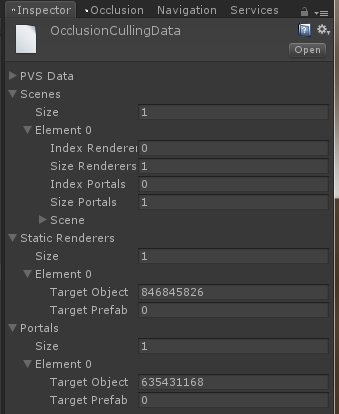 Inspector Occlusion Navigation Services
OcclusionCullingData
Open
PVS Data
Scenes
Size 1
Element 0
Index Renderer 0
Size Renderers 1
Index Portals 0
Size Portals 1
Scene
Static Renderers
Size 1
Element 0
Target Object 846845826
Target Prefab 0
Portals
Size 1
Element 0
Target Object 635431168
Target Prefab 0